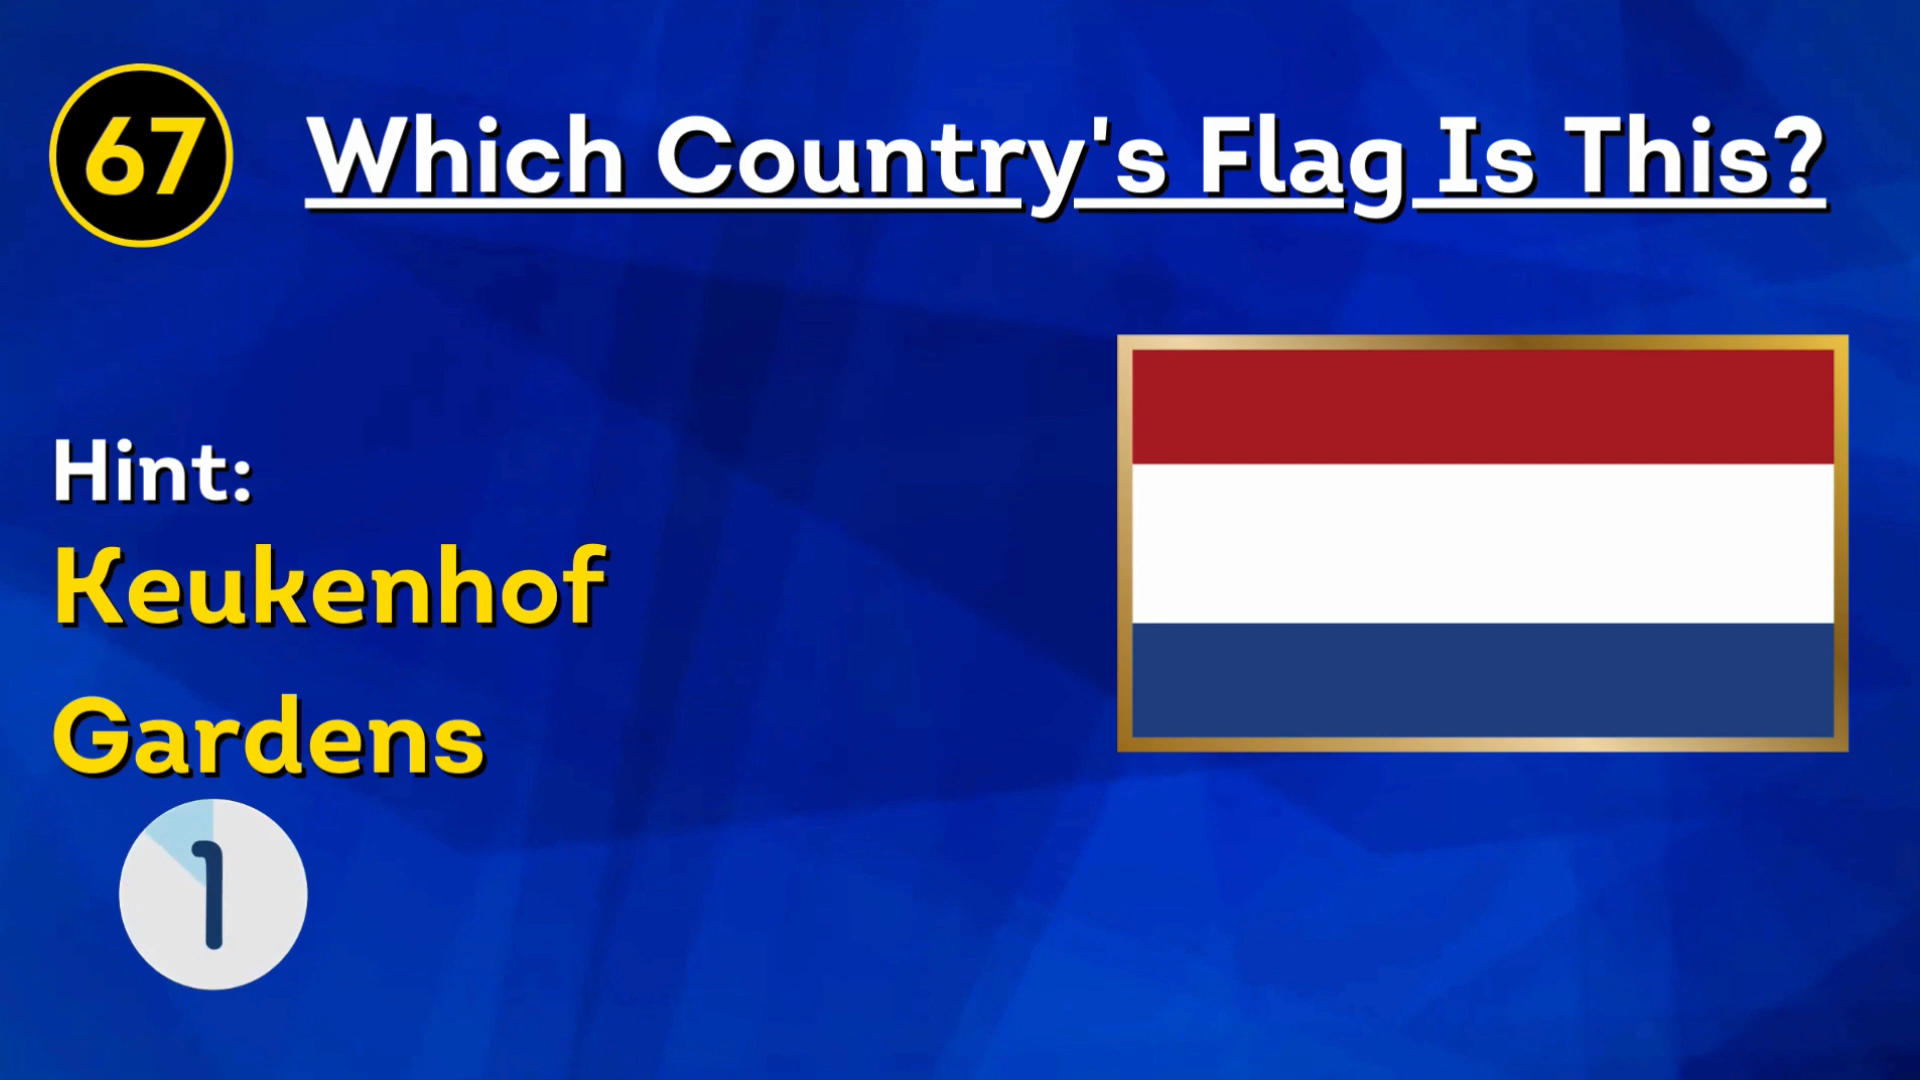 67
Which Country's Flag Is This?
Hint:
Keukenhof
Gardens
1